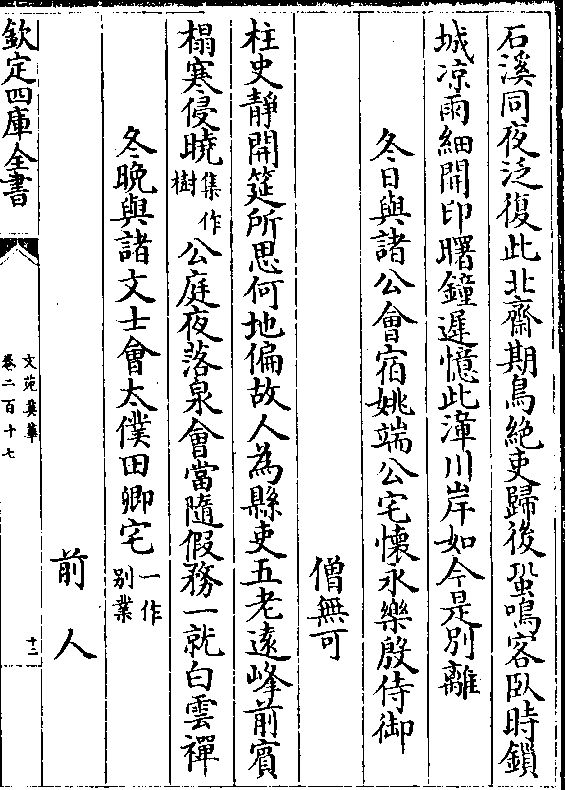 石溪同夜泛復此北齋期鳥絶吏歸後蛩鳴客臥時鎖
城凉雨細開印曙鐘遲憶此漳川岸如今是別離
冬日與諸公會宿姚端公宅懷永樂殷侍御
僧無可
柱史靜開筵所思何地偏故人為縣吏五老遠峰前賓
榻寒侵曉集作樹公庭夜落泉會當隨假務一就白雲禪
冬晚與諸文士會太僕田卿宅一作别業
前人
欽定四庫全書
文苑英華
卷二百十七
十二